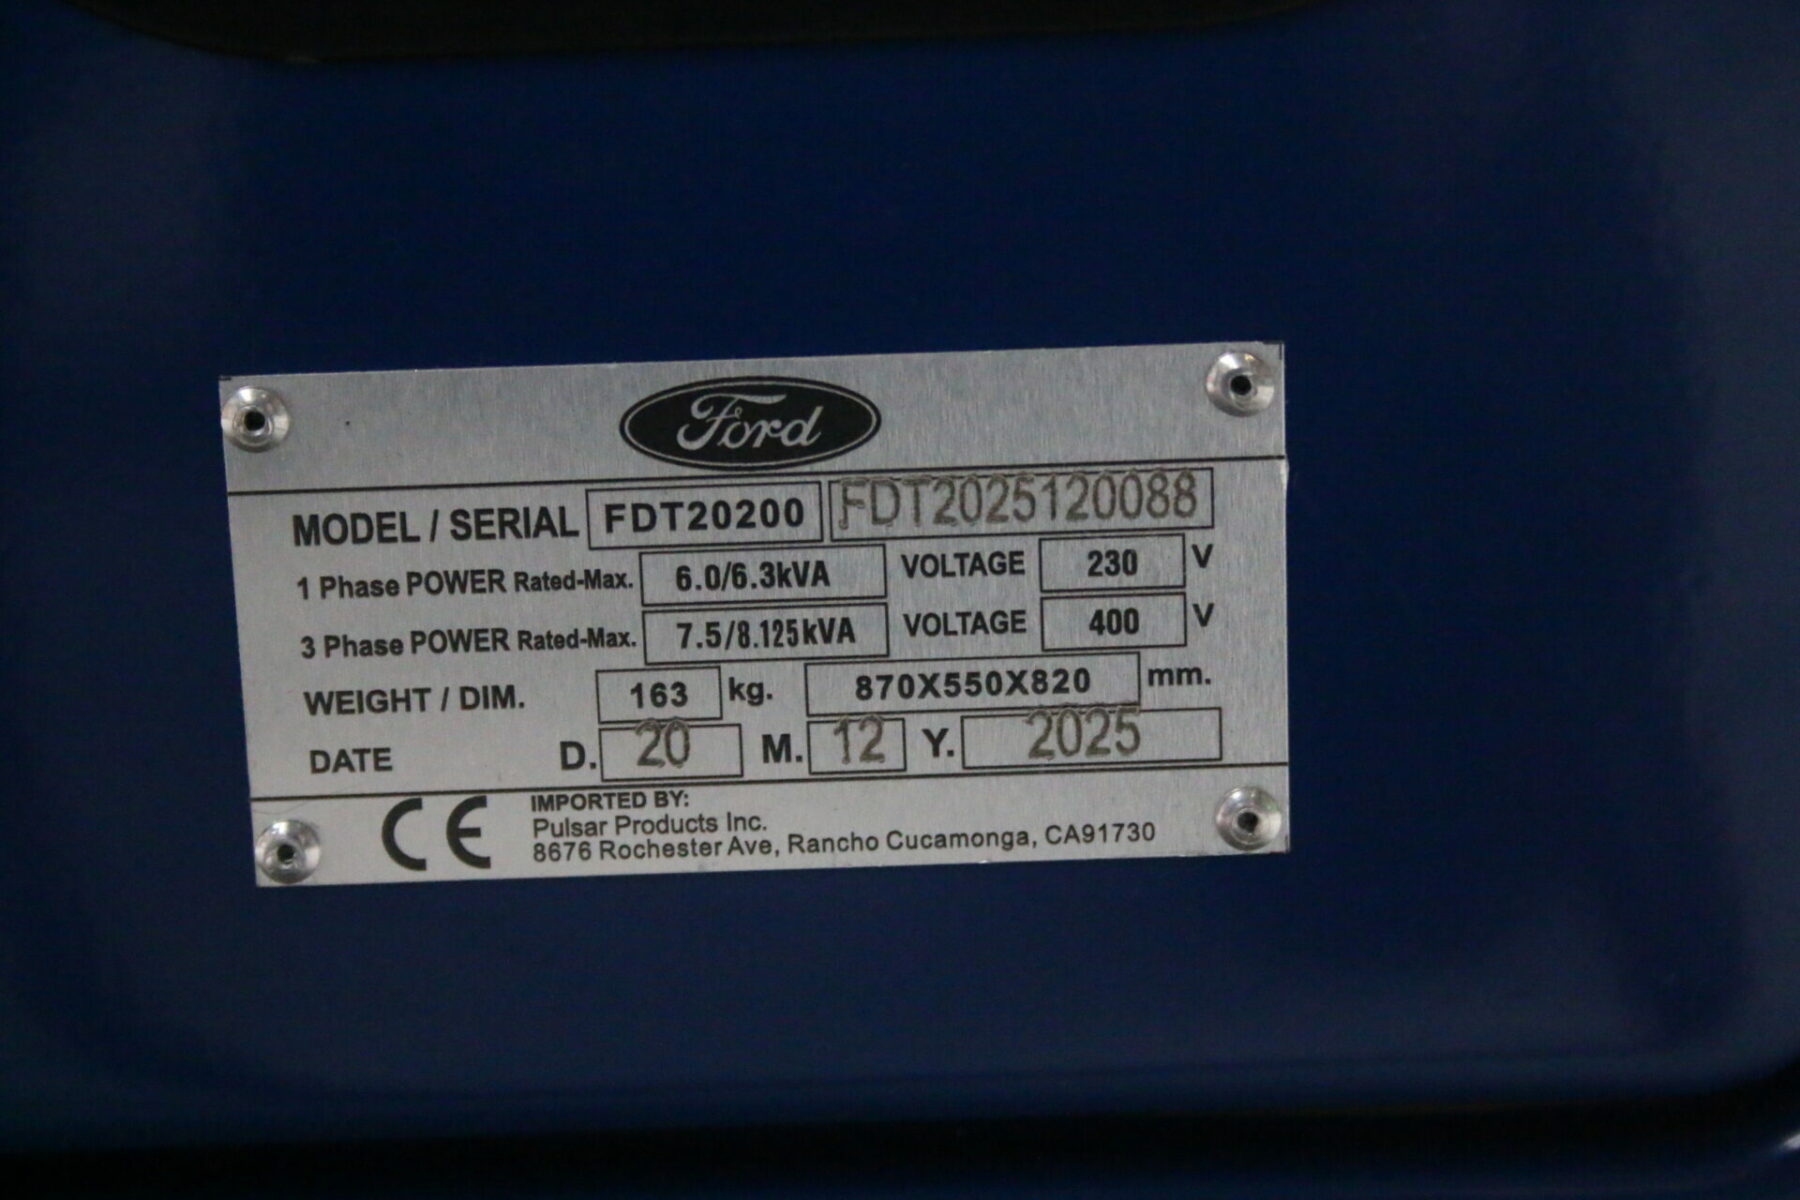 Ford
MODEL / SERIAL FDT20200 FDT2025120088
1 Phase POWER Rated-Max. 6.0/6.3kVA VOLTAGE 230 V
3 Phase POWER Rated-Max. 7.5/8.125kVA VOLTAGE 400 V
WEIGHT / DIM. 163 kg. 870X550X820 mm.
DATE D. 20 M. 12 Y. 2025
CE IMPORTED BY:
Pulsar Products Inc.
8676 Rochester Ave, Rancho Cucamonga, CA91730